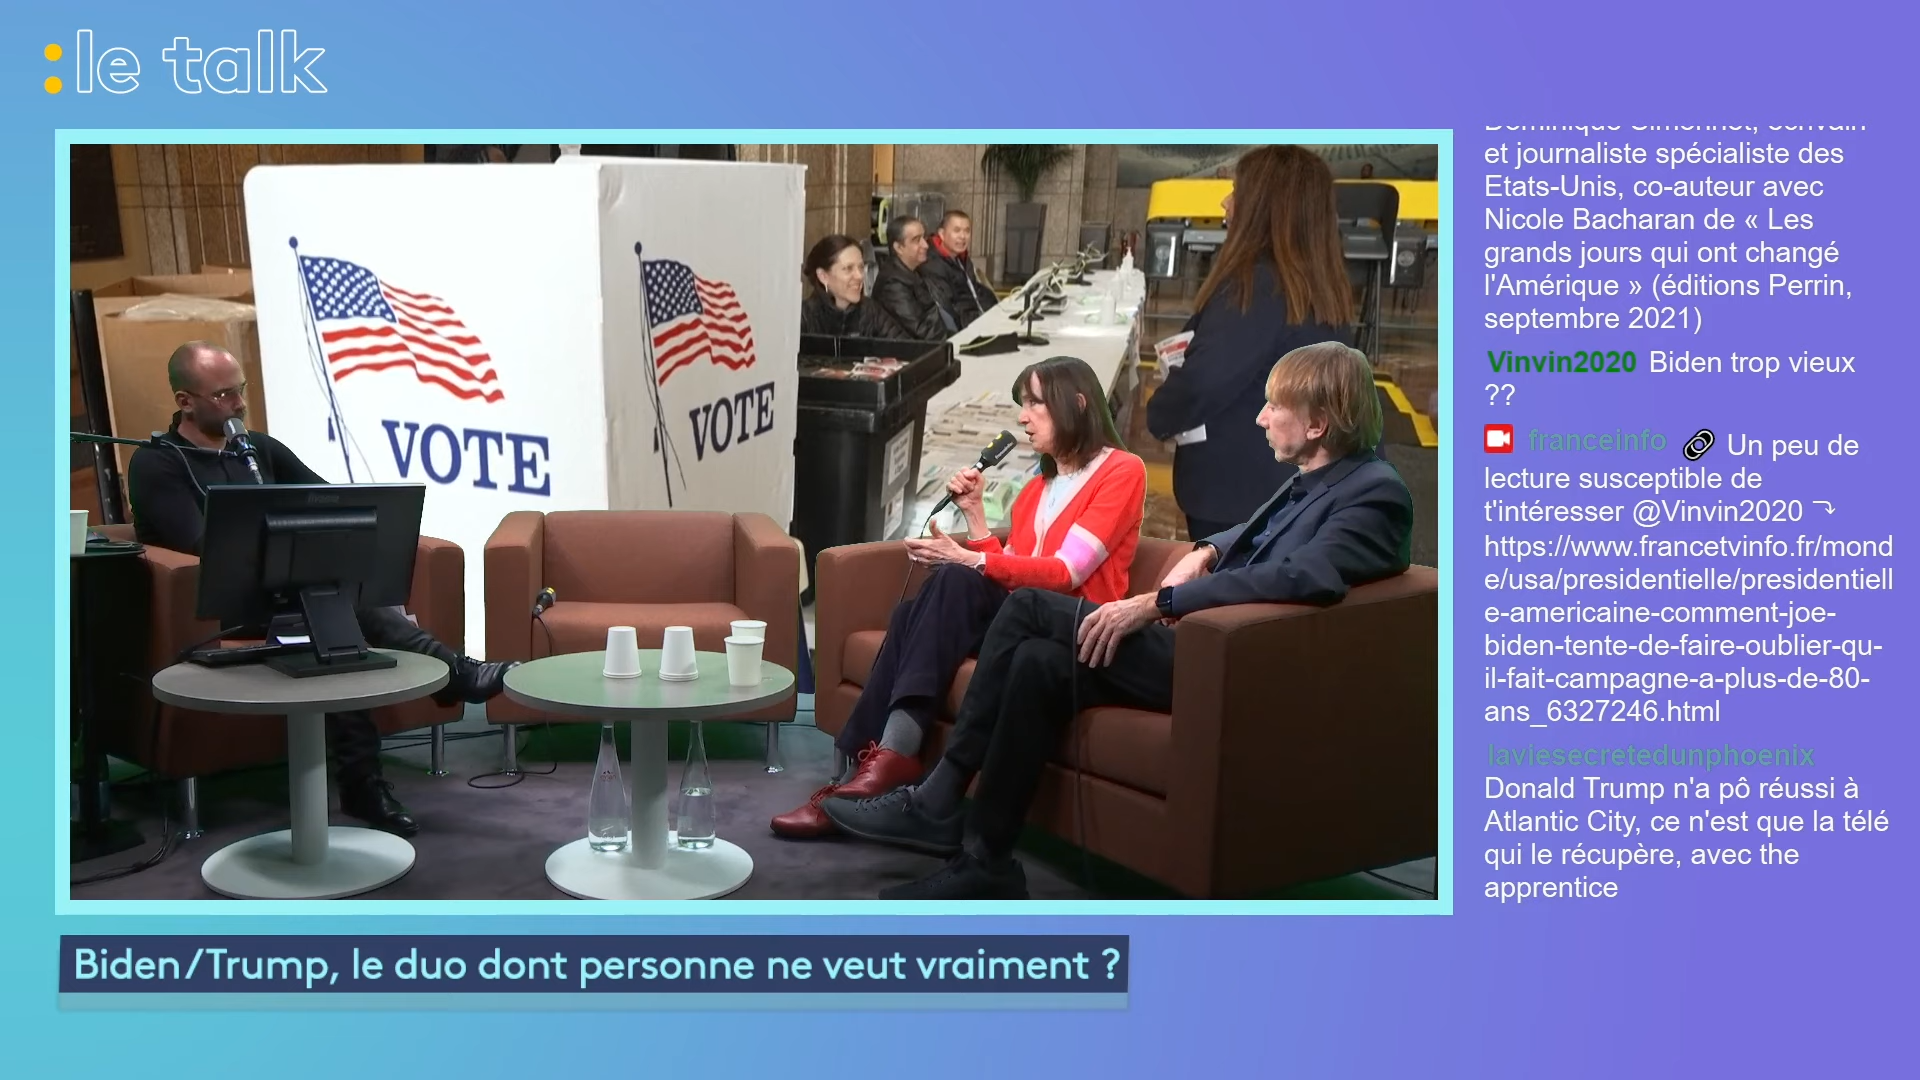 :le talk
Dominique Simonnet, écrivain
et journaliste spécialiste des
Etats-Unis, co-auteur avec
Nicole Bacharan de « Les
grands jours qui ont changé
l'Amérique » (éditions Perrin,
septembre 2021)
Vinvin2020 Biden trop vieux
??
franceinfo Un peu de
lecture susceptible de
t'intéresser @Vinvin2020 ⤵
https://www.francetvinfo.fr/mond
e/usa/presidentielle/presidentiell
e-americaine-comment-joe-
biden-tente-de-faire-oublier-qu-
il-fait-campagne-a-plus-de-80-
ans_6327246.html
laviesecretedunphoenix
Donald Trump n'a pô réussi à
Atlantic City, ce n'est que la télé
qui le récupère, avec the
apprentice
VOTE
VOTE
Biden/Trump, le duo dont personne ne veut vraiment ?